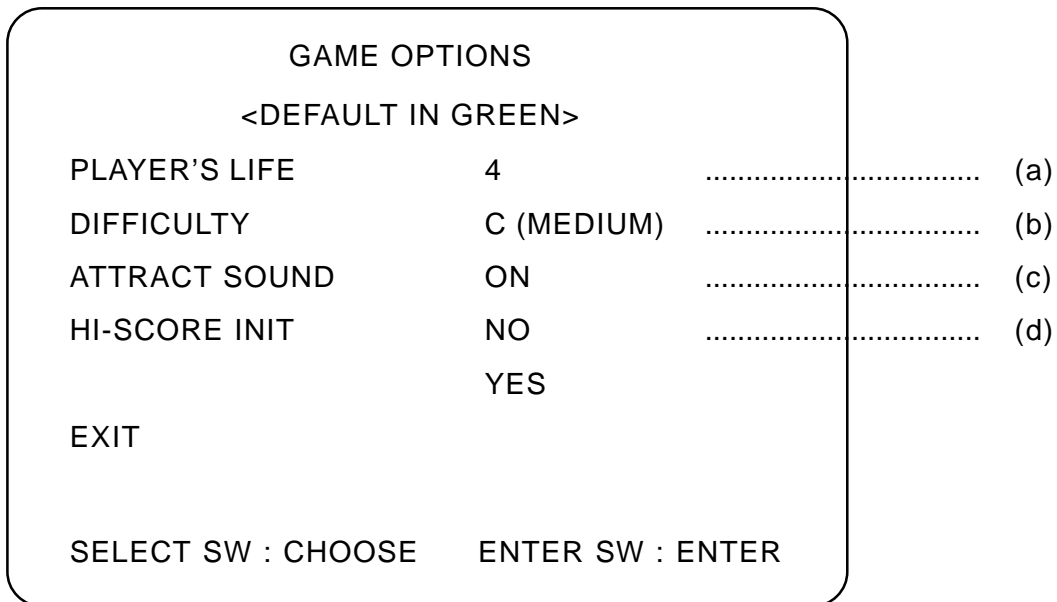 GAME OPTIONS
<DEFAULT IN GREEN>
PLAYER'S LIFE 4 .................................. (a)
DIFFICULTY C (MEDIUM) .................................. (b)
ATTRACT SOUND ON .................................. (c)
HI-SCORE INIT NO .................................. (d)
YES
EXIT
SELECT SW : CHOOSE ENTER SW : ENTER